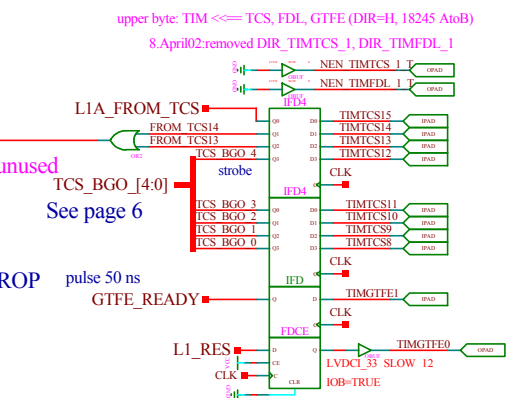 upper byte: TIM <== TCS, FDL, GTFE (DIR=H, 18245 AtoB)
8.April02:removed DIR_TIMTCS_1, DIR_TIMFDL_1
NEN_TIMTCS_1_T
OPAD
OBUF
NEN_TIMFDL_1_T
OPAD
OBUF
IFD4
L1A_FROM_TCS
Q0 D0 TIMTCS15 IPAD
FROM_TCS14 Q1 D1 TIMTCS14 IPAD
FROM_TCS13 Q2 D2 TIMTCS13 IPAD
OR2
TCS_BGO_4 Q3 D3 TIMTCS12 IPAD
unused
strobe
CLK
TCS_BGO_[4:0]
C
IFD4
See page 6
TCS_BGO_3 Q0 D0 TIMTCS11 IPAD
TCS_BGO_2 Q1 D1 TIMTCS10 IPAD
TCS_BGO_1 Q2 D2 TIMTCS9 IPAD
TCS_BGO_0 Q3 D3 TIMTCS8 IPAD
CLK
C
ROP
pulse 50 ns
IFD
GTFE_READY
Q D TIMGTFE1 IPAD
CLK
C
FDCE
L1_RES
D Q
TIMGTFE0
OPAD
OBUF
VCC
CE
LVDCI_33 SLOW 12
CLK
C
IOB=TRUE
CLR